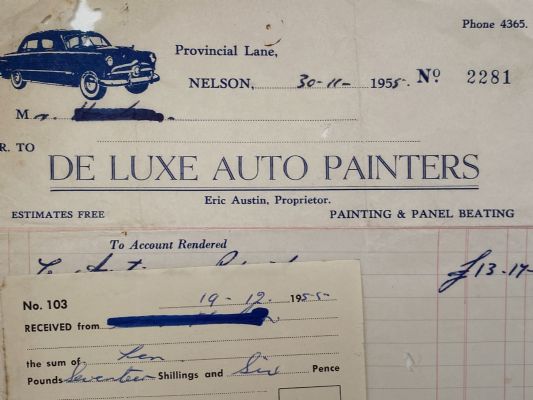 Phone 4365.
Provincial Lane,
NELSON, 30-11- 1955- No 2281
M r.
R. TO
DE LUXE AUTO PAINTERS
Eric Austin, Proprietor.
ESTIMATES FREE PAINTING & PANEL BEATING
To Account Rendered
£13-17-
No. 103
19-12. 1955-
RECEIVED from
the sum of Ten
Pounds Seventeen Shillings and Six Pence